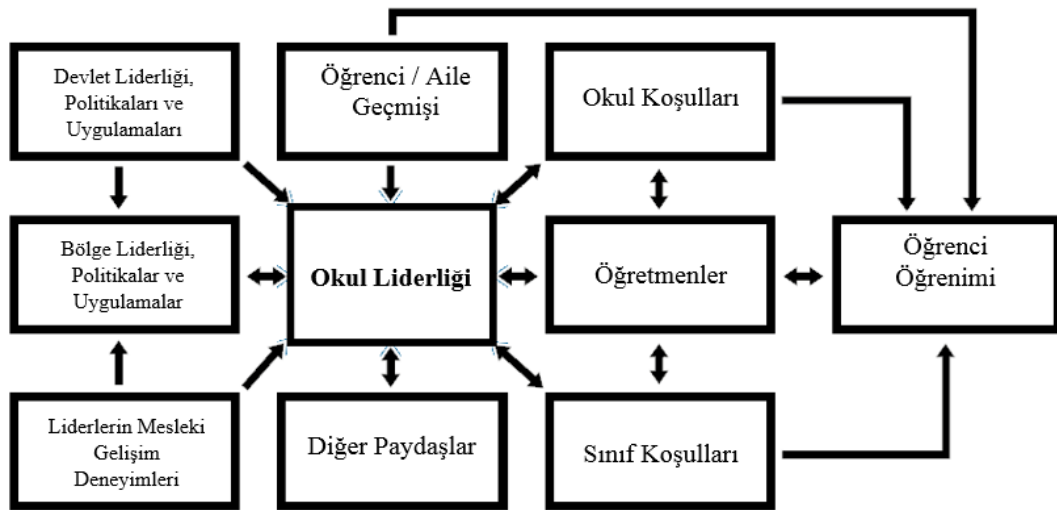 Devlet Liderliği,
Politikaları ve
Uygulamaları
Öğrenci / Aile
Geçmişi
Okul Koşulları
Bölge Liderliği,
Politikalar ve
Uygulamalar
Okul Liderliği
Öğretmenler
Öğrenci
Öğrenimi
Liderlerin Mesleki
Gelişim
Deneyimleri
Diğer Paydaşlar
Sınıf Koşulları